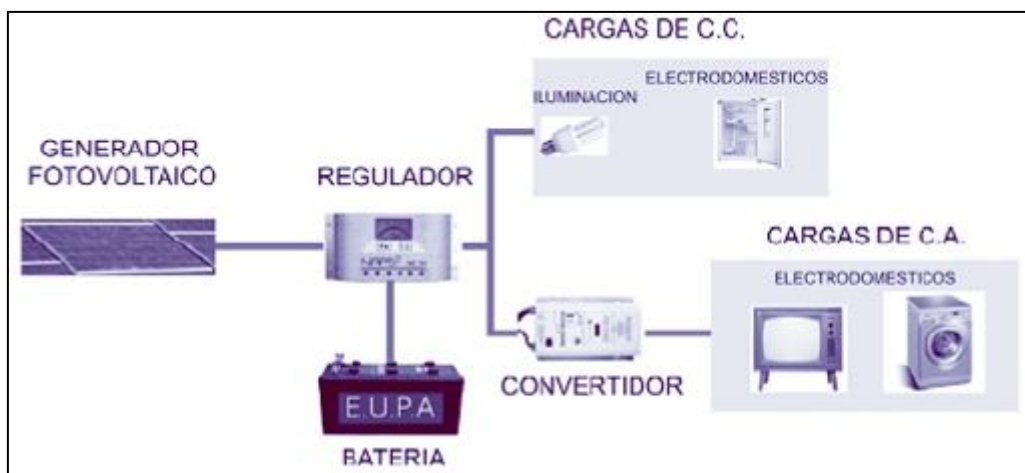 CARGAS DE C.C.
ELECTRODOMESTICOS
ILUMINACION
GENERADOR
FOTOVOLTAICO
REGULADOR
CARGAS DE C.A.
ELECTRODOMESTICOS
CONVERTIDOR
E.U.P.A
BATERIA